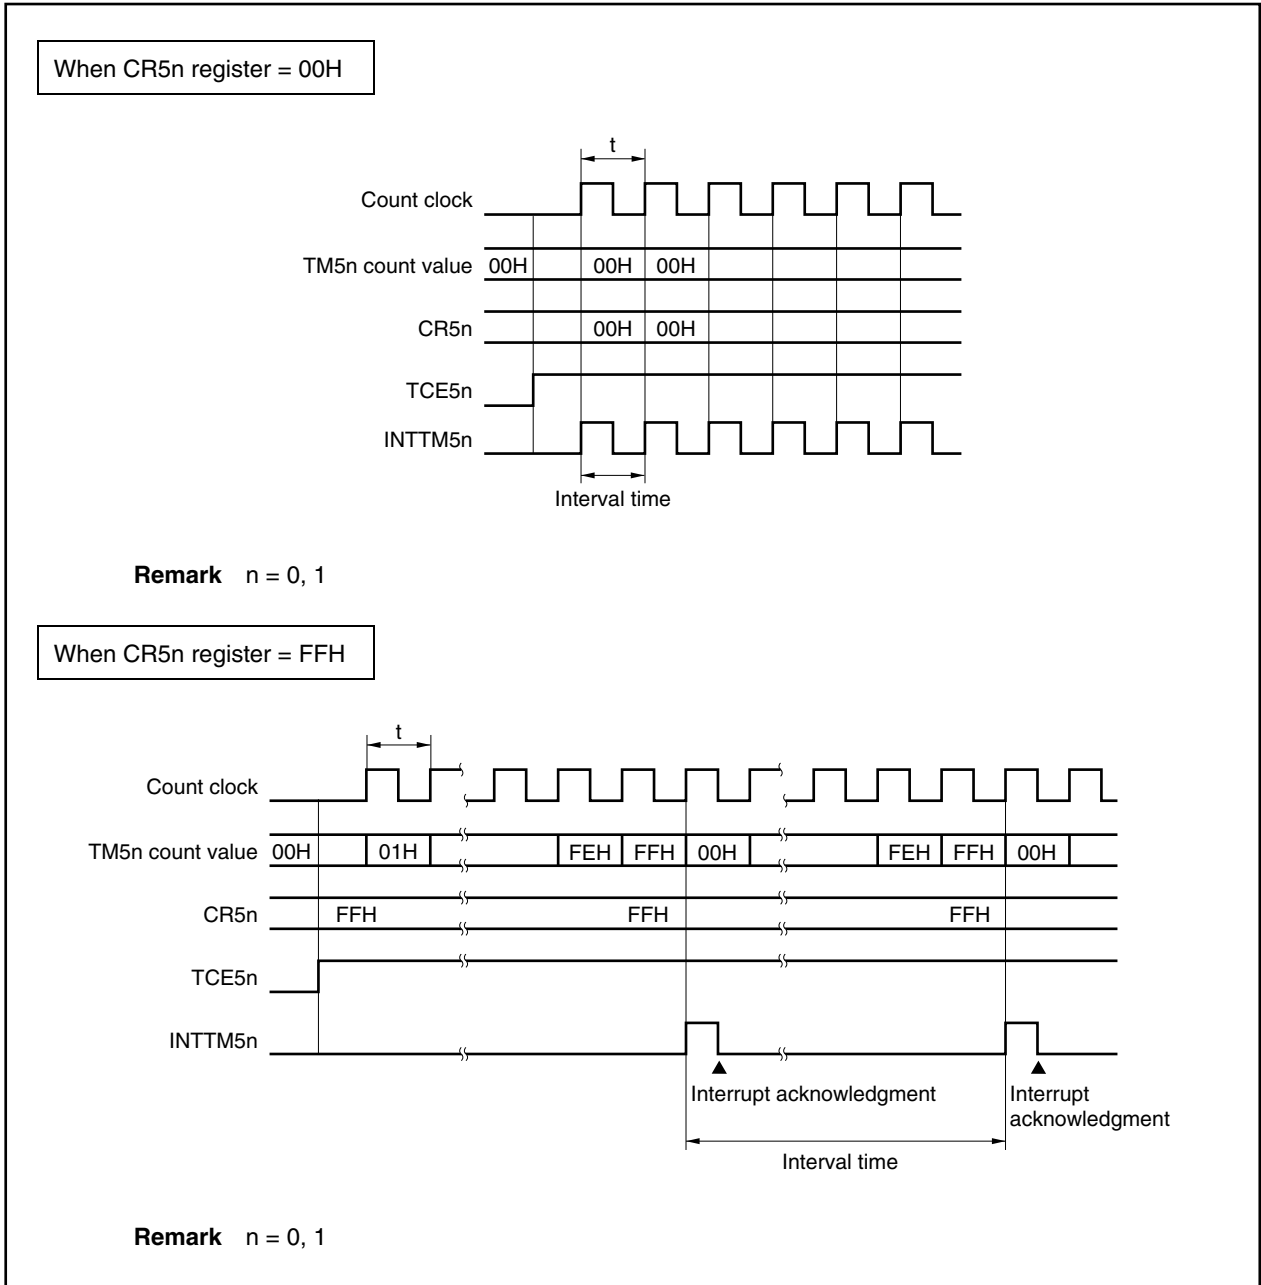 When CR5n register = 00H
t
Count clock
TM5n count value 00H 00H 00H
CR5n 00H 00H
TCE5n
INTTM5n
Interval time
Remark n = 0, 1
When CR5n register = FFH
t
Count clock
TM5n count value 00H 01H FEH FFH 00H FEH FFH 00H
CR5n FFH FFH FFH
TCE5n
INTTM5n
Interrupt acknowledgment Interrupt
acknowledgment
Interval time
Remark n = 0, 1